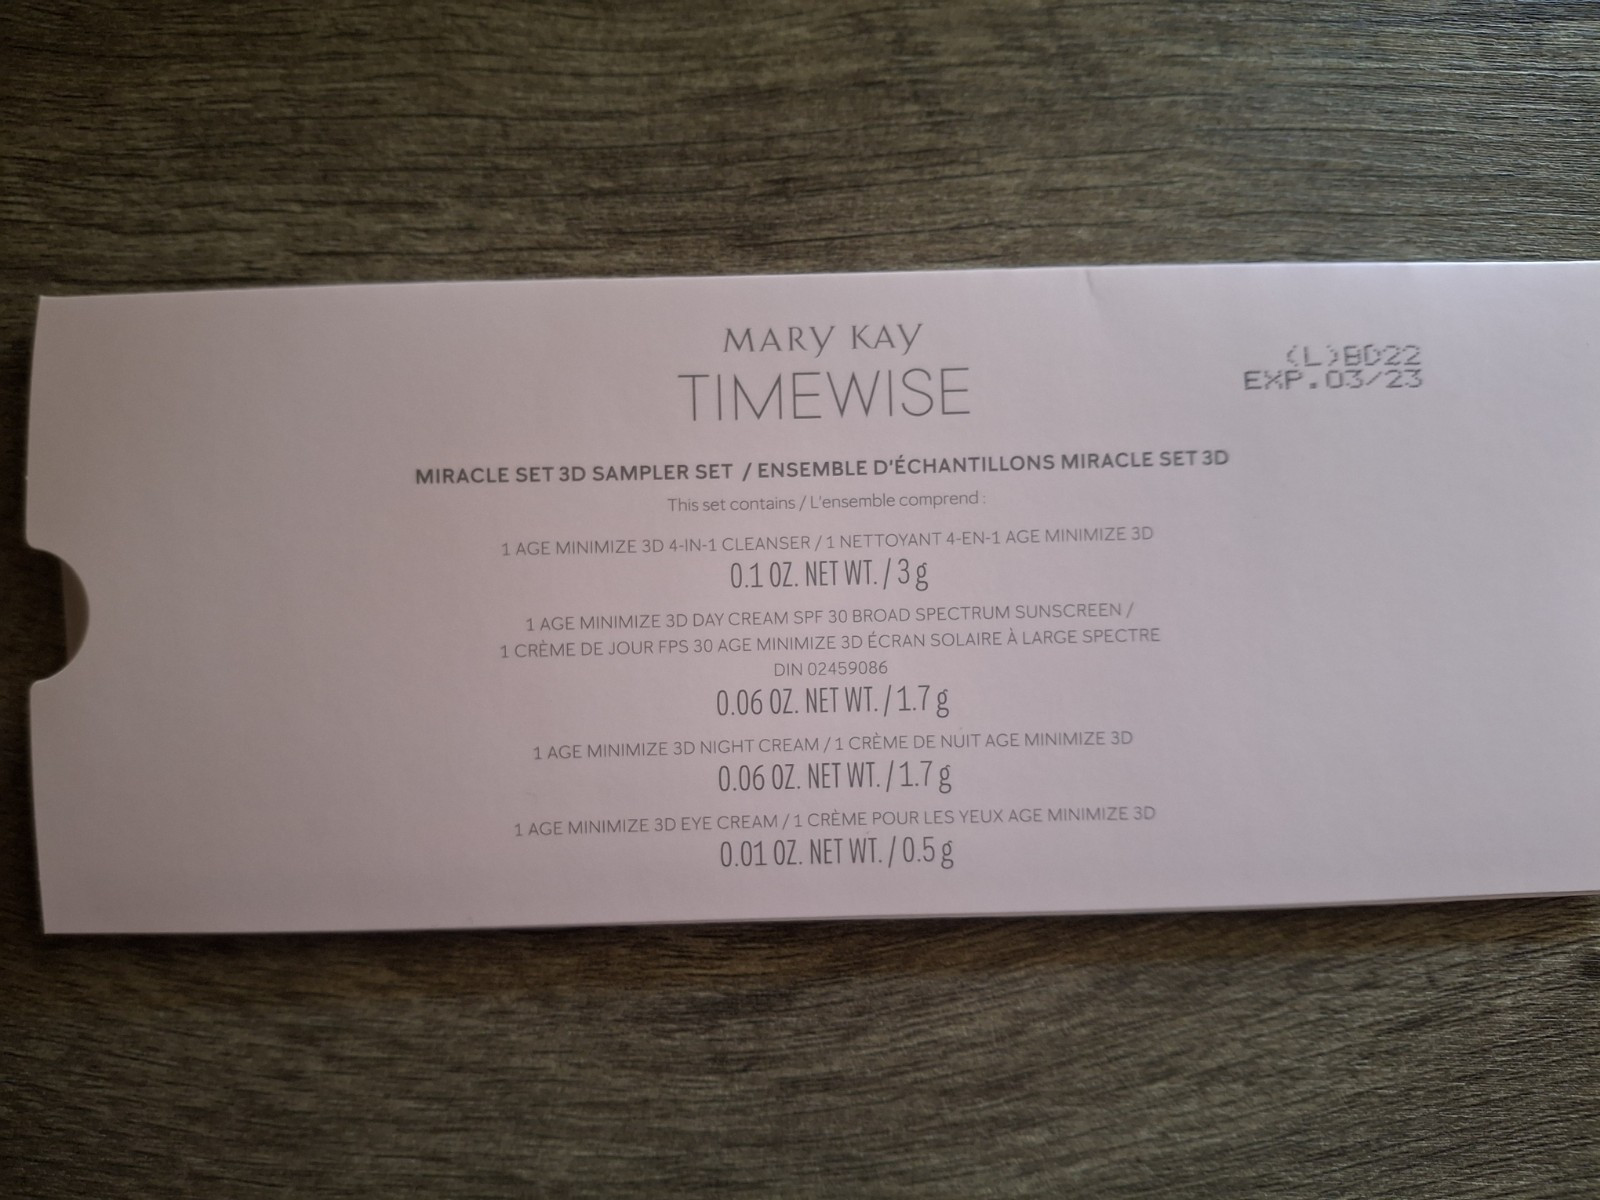 MARY KAY
TIMEWISE
(L)BD22
EXP.03/23
MIRACLE SET 3D SAMPLER SET / ENSEMBLE D'ÉCHANTILLONS MIRACLE SET 3D
This set contains / L'ensemble comprend :
1 AGE MINIMIZE 3D 4-IN-1 CLEANSER / 1 NETTOYANT 4-EN-1 AGE MINIMIZE 3D
0.1 OZ. NET WT. / 3 g
1 AGE MINIMIZE 3D DAY CREAM SPF 30 BROAD SPECTRUM SUNSCREEN /
1 CRÈME DE JOUR FPS 30 AGE MINIMIZE 3D ÉCRAN SOLAIRE À LARGE SPECTRE
DIN 02459086
0.06 OZ. NET WT. / 1.7 g
1 AGE MINIMIZE 3D NIGHT CREAM / 1 CRÈME DE NUIT AGE MINIMIZE 3D
0.06 OZ. NET WT. / 1.7 g
1 AGE MINIMIZE 3D EYE CREAM / 1 CRÈME POUR LES YEUX AGE MINIMIZE 3D
0.01 OZ. NET WT. / 0.5 g